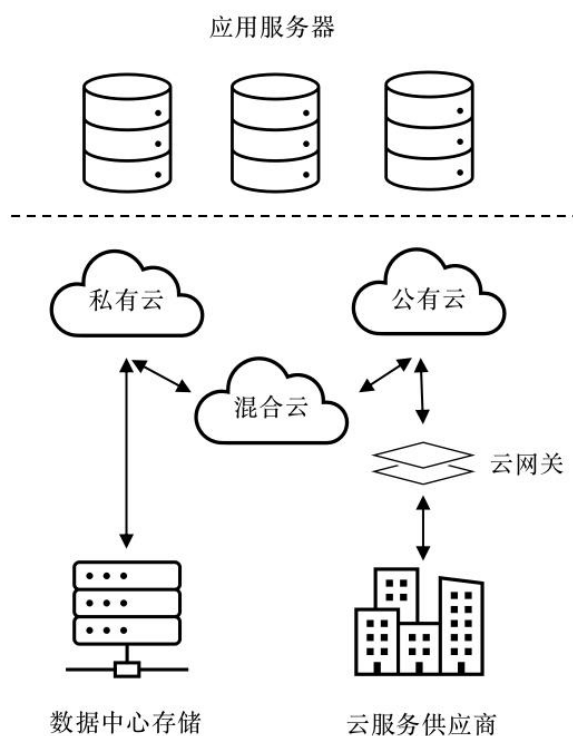 应用服务器
私有云
公有云
混合云
云网关
数据中心存储
云服务供应商